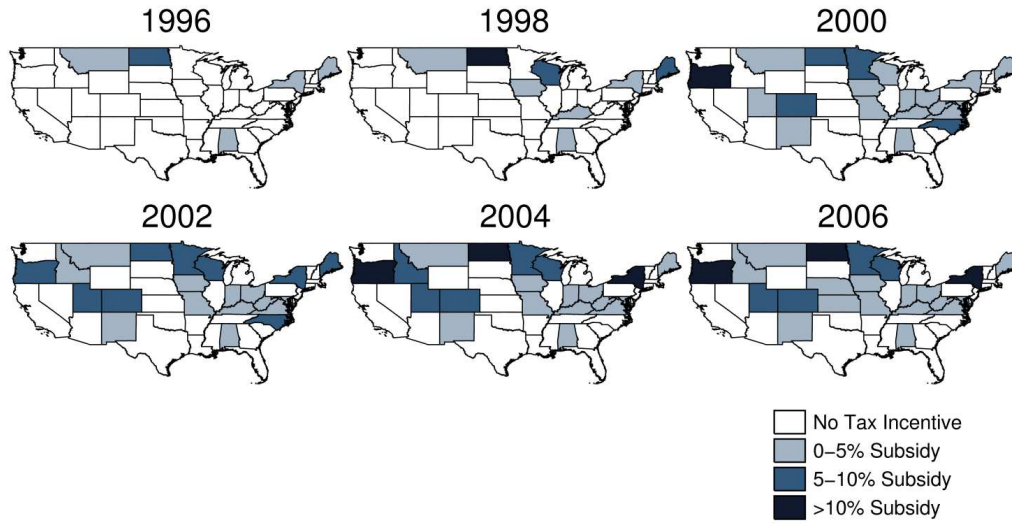 1996
1998
2000
2002
2004
2006
No Tax Incentive
0−5% Subsidy
5−10% Subsidy
>10% Subsidy